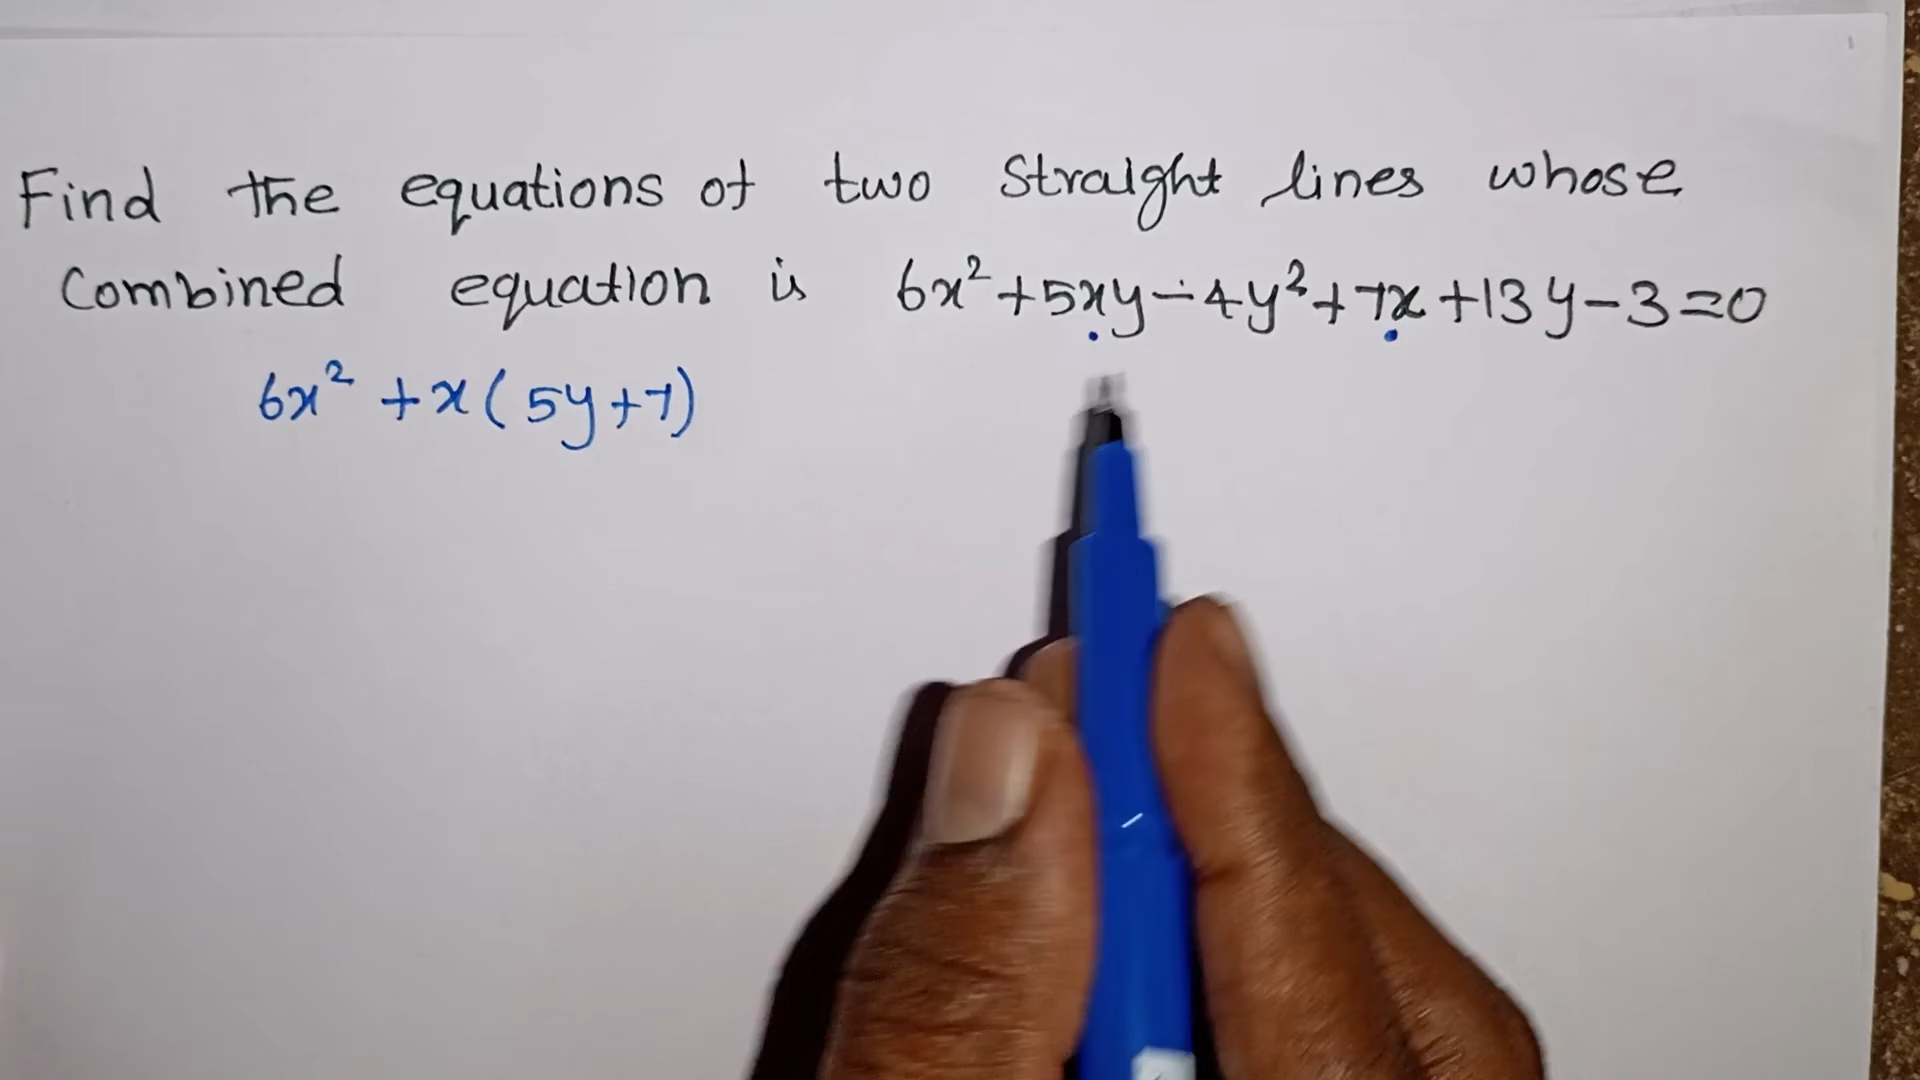 Find the equations of two Straight lines whose
Combined equation is 6x²+5xy-4y²+7x+13y-3=0
6x² +x(5y+7)